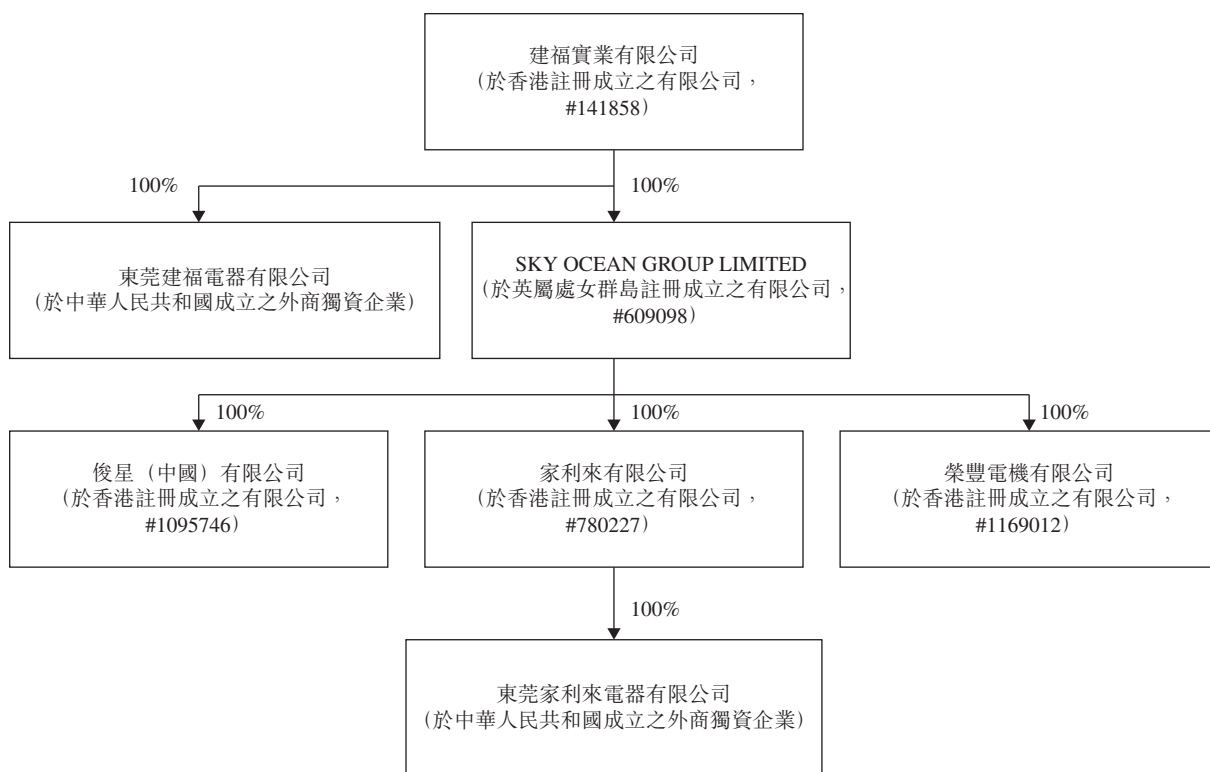 建福實業有限公司
（於香港註冊成立之有限公司，
#141858）
100%
100%
東莞建福電器有限公司
（於中華人民共和國成立之外商獨資企業）
SKY OCEAN GROUP LIMITED
（於英屬處女群島註冊成立之有限公司，
#609098）
100%
100%
100%
俊星（中國）有限公司
（於香港註冊成立之有限公司，
#1095746）
家利來有限公司
（於香港註冊成立之有限公司，
#780227）
榮豐電機有限公司
（於香港註冊成立之有限公司，
#1169012）
100%
東莞家利來電器有限公司
（於中華人民共和國成立之外商獨資企業）